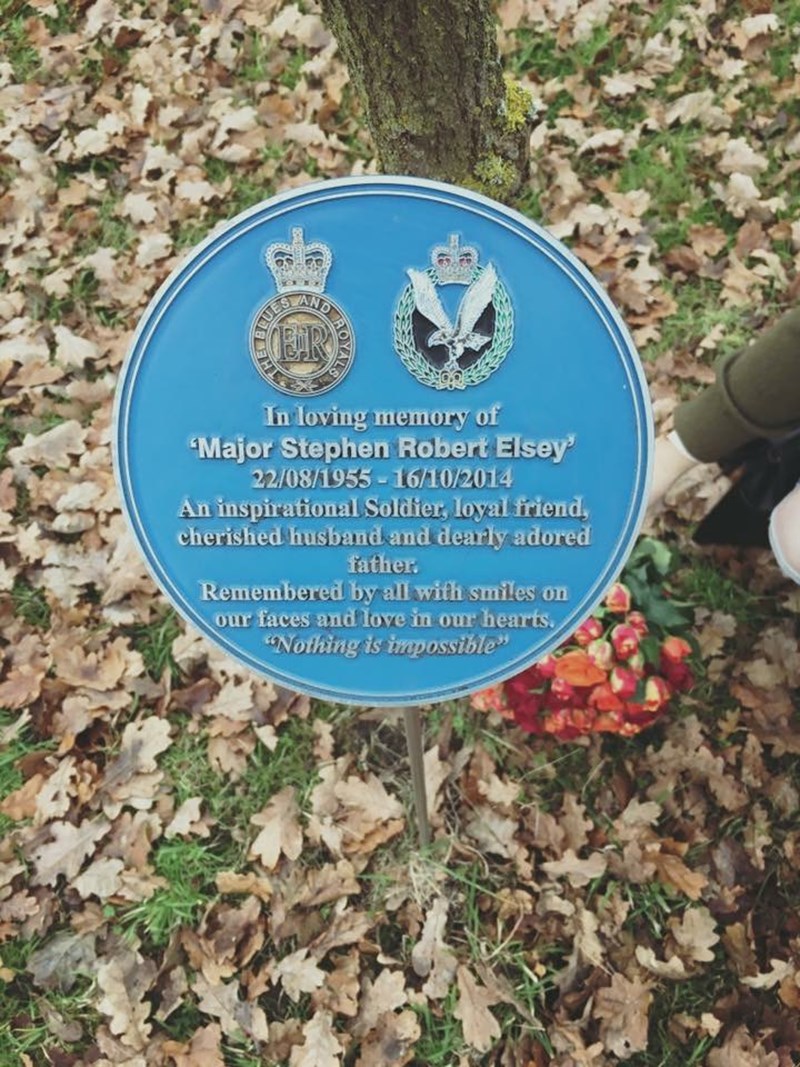 THE BLUES AND ROYALS
EIIR
In loving memory of
‘Major Stephen Robert Elsey’
22/08/1955 - 16/10/2014
An inspirational Soldier, loyal friend,
cherished husband and dearly adored
father.
Remembered by all with smiles on
our faces and love in our hearts.
“Nothing is impossible”